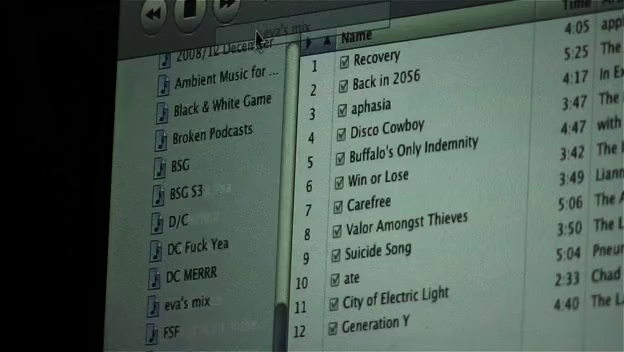 eva's mix
2008/12 December
Ambient Music for ...
Black & White Game
Broken Podcasts
BSG
BSG S3
D/C
DC Fuck Yea
DC MERRR
eva's mix
FSF
Name Time
1 Recovery 4:05 appl
2 Back in 2056 5:25 The
3 aphasia 4:17 In Ex
4 Disco Cowboy 3:47 The
5 Buffalo's Only Indemnity 4:47 with
6 Win or Lose 3:42 The L
7 Carefree 3:49 Liann
8 Valor Amongst Thieves 5:06 The A
9 Suicide Song 3:50 The L
10 ate 5:04 Pneur
11 City of Electric Light 2:33 Chad
12 Generation Y 4:40 The L